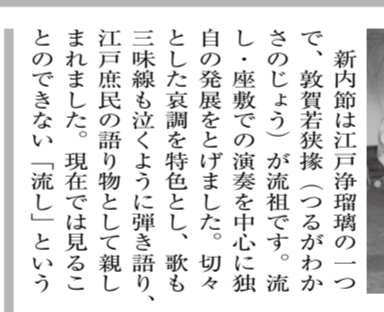 新内節は江戸浄瑠璃の一つ
で、敦賀若狭掾（つるがわか
さのじょう）が流祖です。流
し・座敷での演奏を中心に独
自の発展をとげました。切々
とした哀調を特色とし、歌も
三味線も泣くように弾き語り、
江戸庶民の語り物として親し
まれました。現在では見るこ
とのできない「流し」という